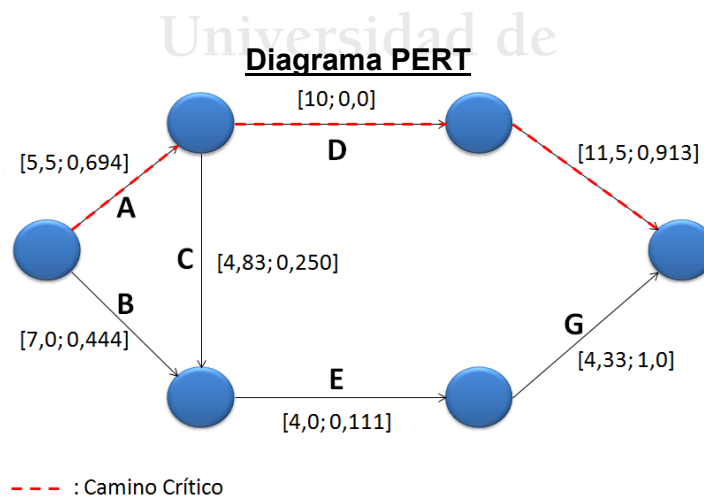 Universidad de
Diagrama PERT
[10; 0,0]
D
[5,5; 0,694]
[11,5; 0,913]
A
C
[4,83; 0,250]
B
[7,0; 0,444]
G
[4,33; 1,0]
E
[4,0; 0,111]
--- : Camino Crítico